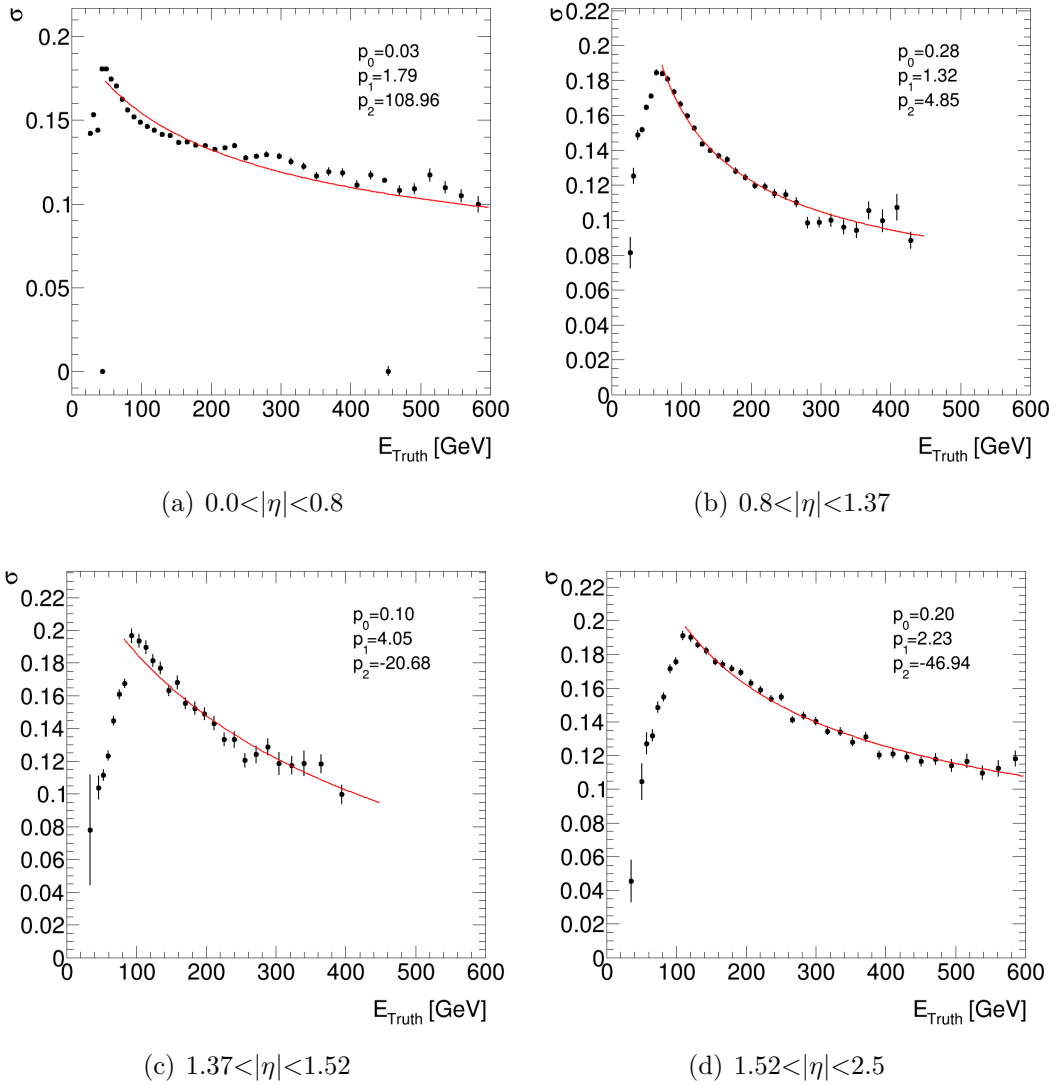 σ
0.2
0.15
0.1
0.05
0
p0=0.03
p1=1.79
p2=108.96
0 100 200 300 400 500 600
ETruth [GeV]
(a) 0.0<|η|<0.8
σ
0.22
0.2
0.18
0.16
0.14
0.12
0.1
0.08
0.06
0.04
0.02
0
p0=0.28
p1=1.32
p2=4.85
0 100 200 300 400 500 600
ETruth [GeV]
(b) 0.8<|η|<1.37
σ
0.22
0.2
0.18
0.16
0.14
0.12
0.1
0.08
0.06
0.04
0.02
0
p0=0.10
p1=4.05
p2=-20.68
0 100 200 300 400 500 600
ETruth [GeV]
(c) 1.37<|η|<1.52
σ
0.22
0.2
0.18
0.16
0.14
0.12
0.1
0.08
0.06
0.04
0.02
0
p0=0.20
p1=2.23
p2=-46.94
0 100 200 300 400 500 600
ETruth [GeV]
(d) 1.52<|η|<2.5